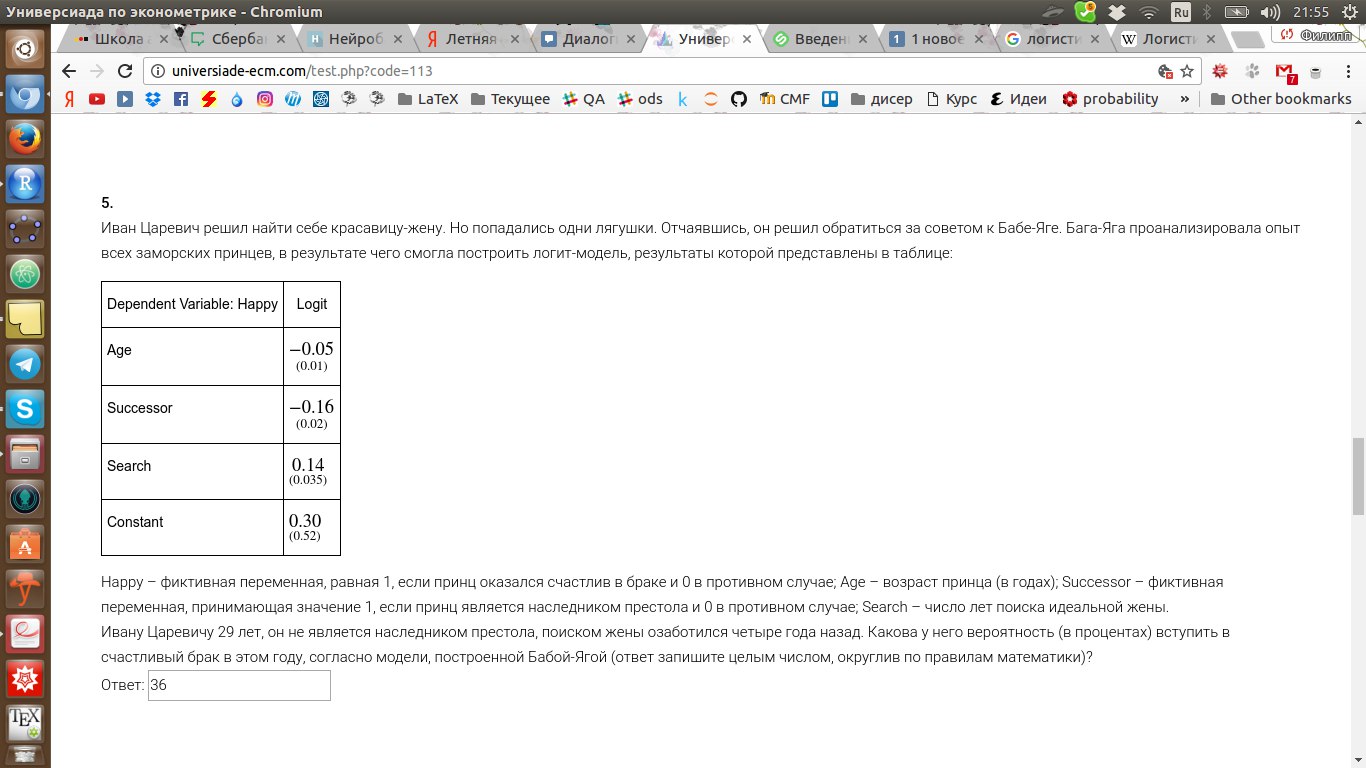 Универсиада по эконометрике - Chromium
Ru
21:55
Школа
Сберба
Нейроб
Летняя
Диалог
Универ
Введен
1 новое
логисти
Логисти
Филипп
universiade-ecm.com/test.php?code=113
7
LaTeX
Текущее
QA
ods
CMF
дисер
Курс
Идеи
probability
»
Other bookmarks
5.
Иван Царевич решил найти себе красавицу-жену. Но попадались одни лягушки. Отчаявшись, он решил обратиться за советом к Бабе-Яге. Бага-Яга проанализировала опыт
всех заморских принцев, в результате чего смогла построить логит-модель, результаты которой представлены в таблице:
Dependent Variable: Happy Logit
Age −0.05
(0.01)
Successor −0.16
(0.02)
Search 0.14
(0.035)
Constant 0.30
(0.52)
Happy – фиктивная переменная, равная 1, если принц оказался счастлив в браке и 0 в противном случае; Age – возраст принца (в годах); Successor – фиктивная
переменная, принимающая значение 1, если принц является наследником престола и 0 в противном случае; Search – число лет поиска идеальной жены.
Ивану Царевичу 29 лет, он не является наследником престола, поиском жены озаботился четыре года назад. Какова у него вероятность (в процентах) вступить в
счастливый брак в этом году, согласно модели, построенной Бабой-Ягой (ответ запишите целым числом, округлив по правилам математики)?
Ответ: 36